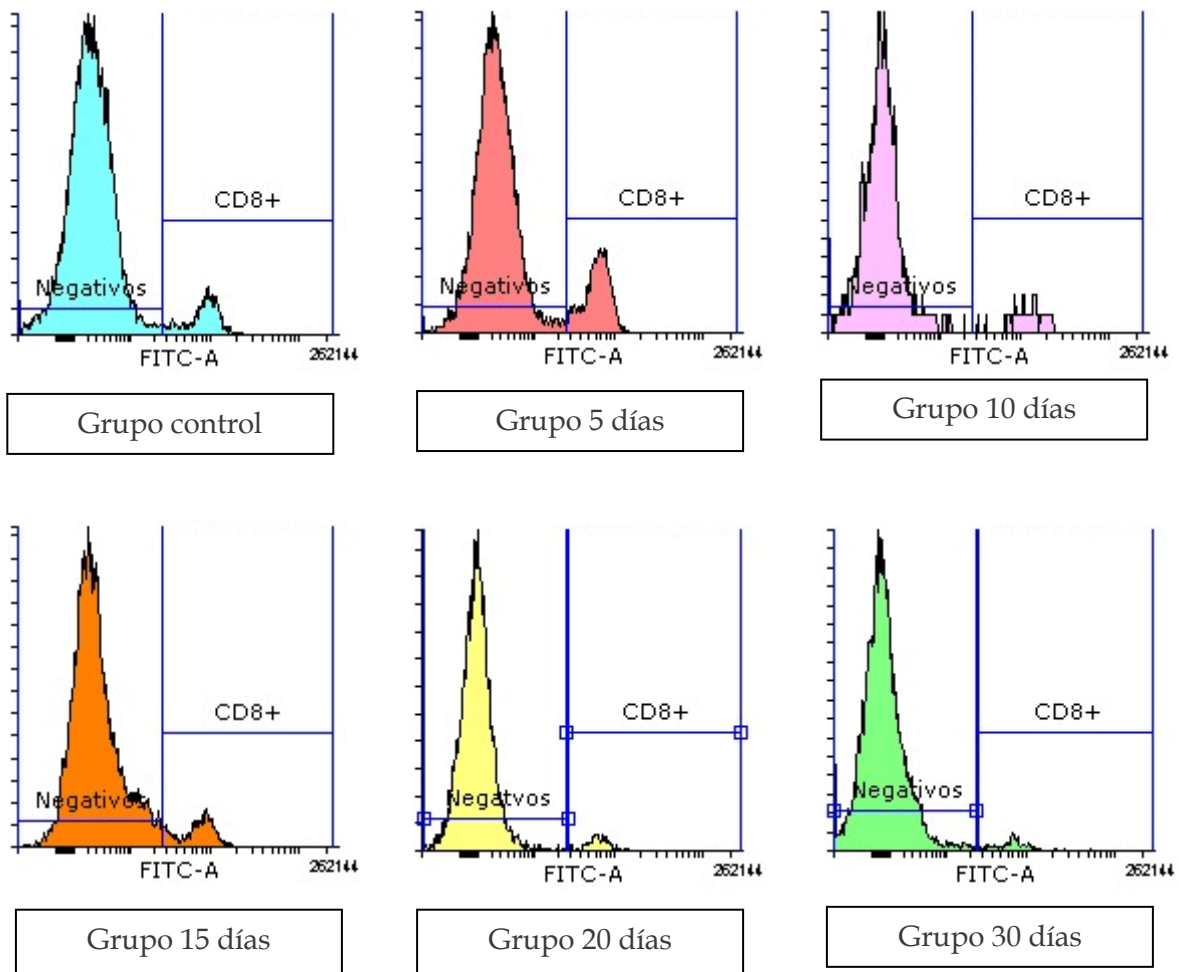 CD8+
Negativos
FITC-A
262144
Grupo control
CD8+
Negativos
FITC-A
262144
Grupo 5 días
CD8+
Negativos
FITC-A
262144
Grupo 10 días
CD8+
Negativos
FITC-A
262144
Grupo 15 días
CD8+
Negatvos
FITC-A
262144
Grupo 20 días
CD8+
Negativos
FITC-A
262144
Grupo 30 días